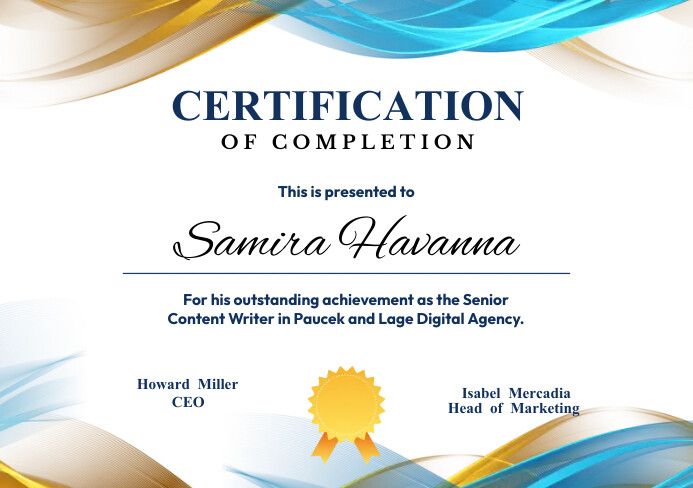 CERTIFICATION
OF COMPLETION
This is presented to
Samira Havanna
For his outstanding achievement as the Senior
Content Writer in Paucek and Lage Digital Agency.
Howard Miller
CEO
Isabel Mercadia
Head of Marketing